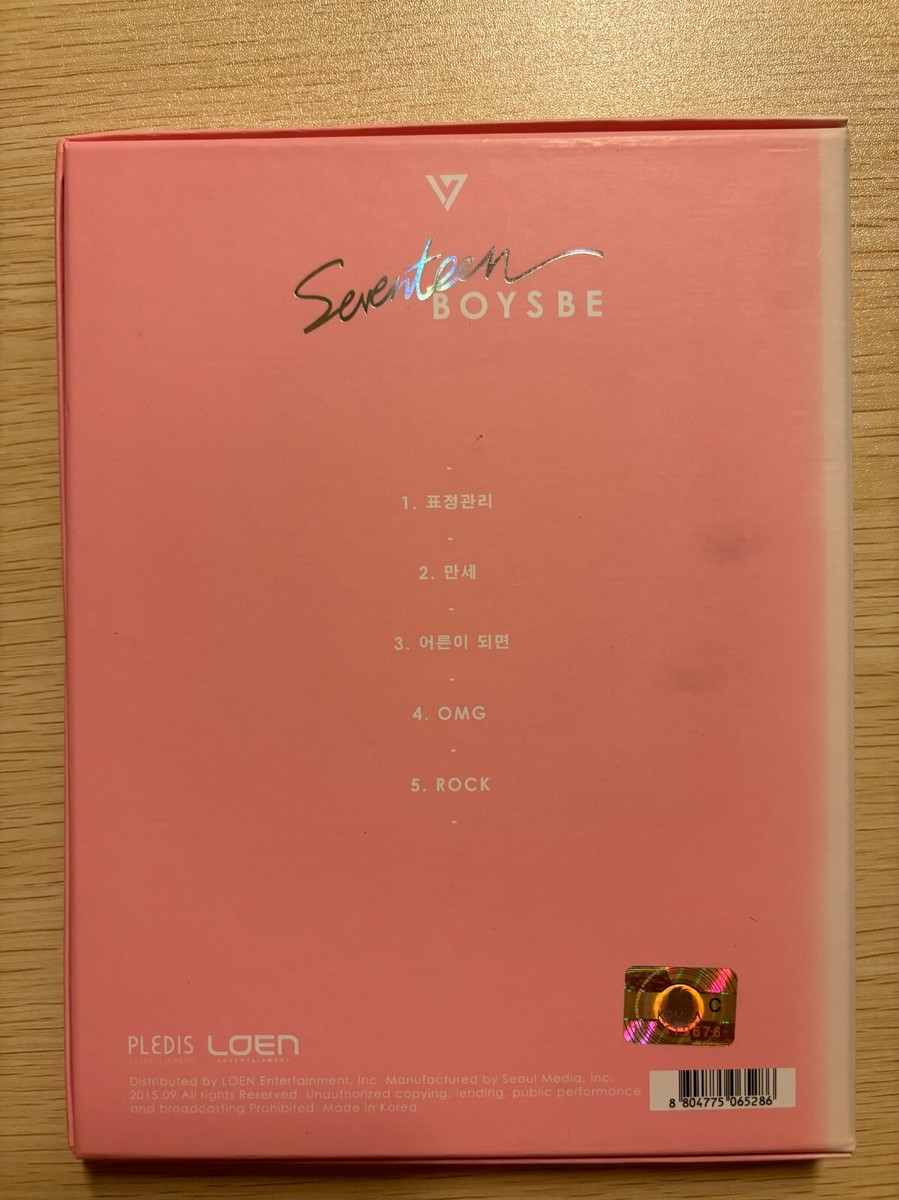 Seventeen
BOYSBE
-
1. 표정관리
-
2. 만세
-
3. 어른이 되면
-
4. OMG
-
5. ROCK
-
C
676
PLEDIS LOEN
ENTERTAINMENT
Distributed by LOEN Entertainment, Inc. Manufactured by Seoul Media, Inc.
2015.09 All rights Reserved. Unauthorized copying, lending, public performance
and broadcasting Prohibited. Made in Korea
8 804775 065286